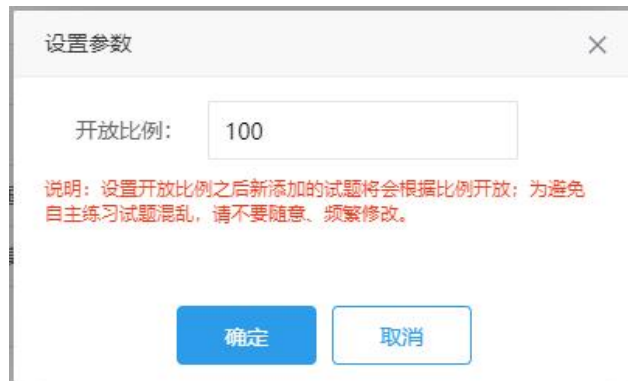 设置参数
开放比例：
100
说明：设置开放比例之后新添加的试题将会根据比例开放；为避免
自主练习试题混乱，请不要随意、频繁修改。
确定
取消